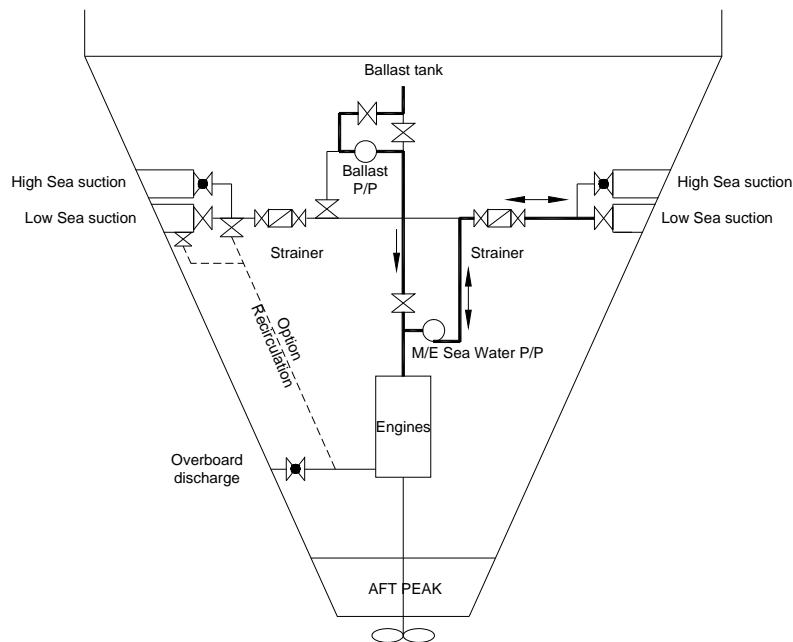 Ballast tank
Ballast
P/P
High Sea suction
High Sea suction
Low Sea suction
Low Sea suction
Strainer
Strainer
Option
Recirculation
M/E Sea Water P/P
Engines
Overboard
discharge
AFT PEAK